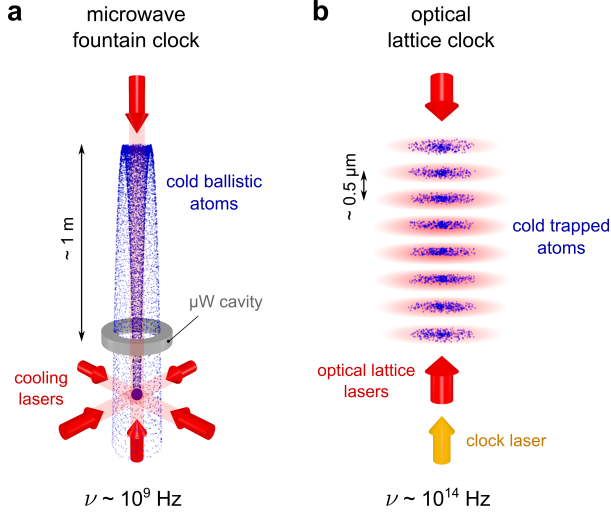 a
microwave
fountain clock
~ 1 m
cold ballistic
atoms
µW cavity
cooling
lasers
ν ~ 10⁹ Hz
b
optical
lattice clock
~ 0.5 µm
cold trapped
atoms
optical lattice
lasers
clock laser
ν ~ 10¹⁴ Hz